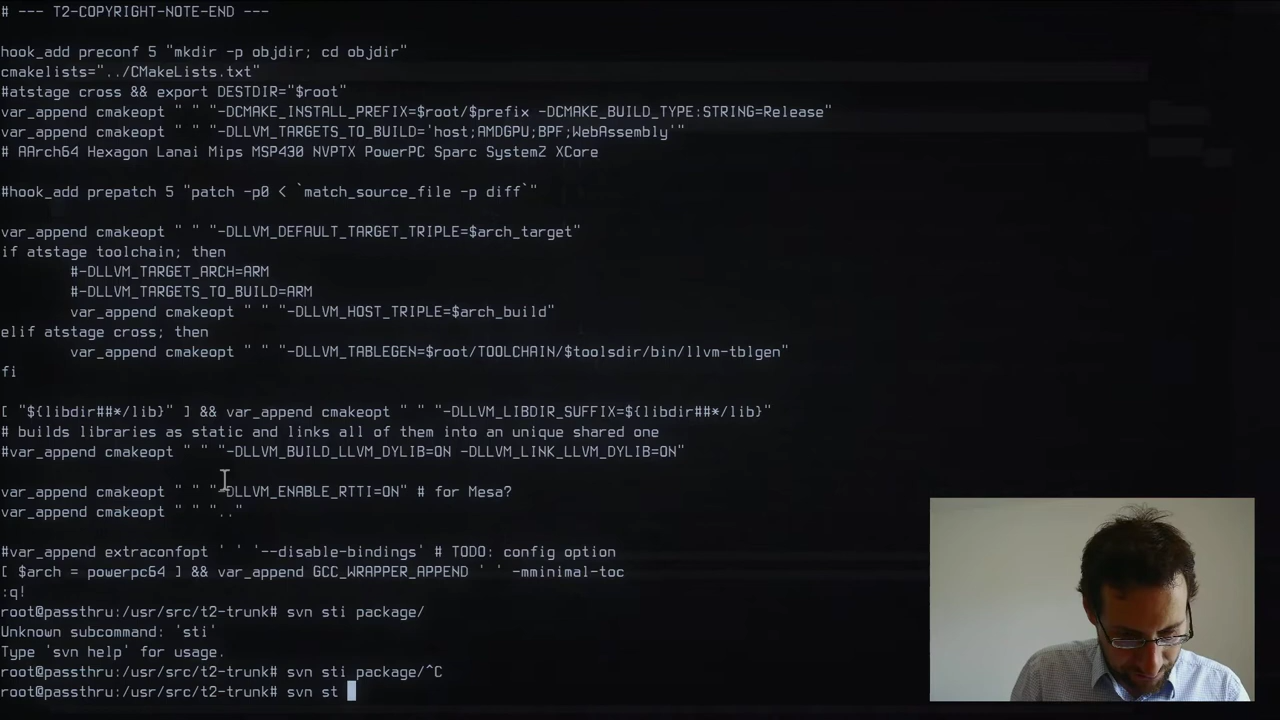 # --- T2-COPYRIGHT-NOTE-END ---
hook_add preconf 5 "mkdir -p objdir; cd objdir"
cmakelists="../CMakeLists.txt"
#atstage cross && export DESTDIR="$root"
var_append cmakeopt " " "-DCMAKE_INSTALL_PREFIX=$root/$prefix -DCMAKE_BUILD_TYPE:STRING=Release"
var_append cmakeopt " " "-DLLVM_TARGETS_TO_BUILD='host;AMDGPU;BPF;WebAssembly'"
# AArch64 Hexagon Lanai Mips MSP430 NVPTX PowerPC Sparc SystemZ XCore
#hook_add prepatch 5 "patch -p0 < `match_source_file -p diff`"
var_append cmakeopt " " "-DLLVM_DEFAULT_TARGET_TRIPLE=$arch_target"
if atstage toolchain; then
#-DLLVM_TARGET_ARCH=ARM
#-DLLVM_TARGETS_TO_BUILD=ARM
var_append cmakeopt " " "-DLLVM_HOST_TRIPLE=$arch_build"
elif atstage cross; then
var_append cmakeopt " " "-DLLVM_TABLEGEN=$root/TOOLCHAIN/$toolsdir/bin/llvm-tblgen"
fi
[ "${libdir##*/lib}" ] && var_append cmakeopt " " "-DLLVM_LIBDIR_SUFFIX=${libdir##*/lib}"
# builds libraries as static and links all of them into an unique shared one
#var_append cmakeopt " " "-DLLVM_BUILD_LLVM_DYLIB=ON -DLLVM_LINK_LLVM_DYLIB=ON"
var_append cmakeopt " " "-DLLVM_ENABLE_RTTI=ON" # for Mesa?
var_append cmakeopt " " ".."
#var_append extraconfopt ' ' '--disable-bindings' # TODO: config option
[ $arch = powerpc64 ] && var_append GCC_WRAPPER_APPEND ' ' -mminimal-toc
:q!
root@passthru:/usr/src/t2-trunk# svn sti package/
Unknown subcommand: 'sti'
Type 'svn help' for usage.
root@passthru:/usr/src/t2-trunk# svn sti package/^C
root@passthru:/usr/src/t2-trunk# svn st